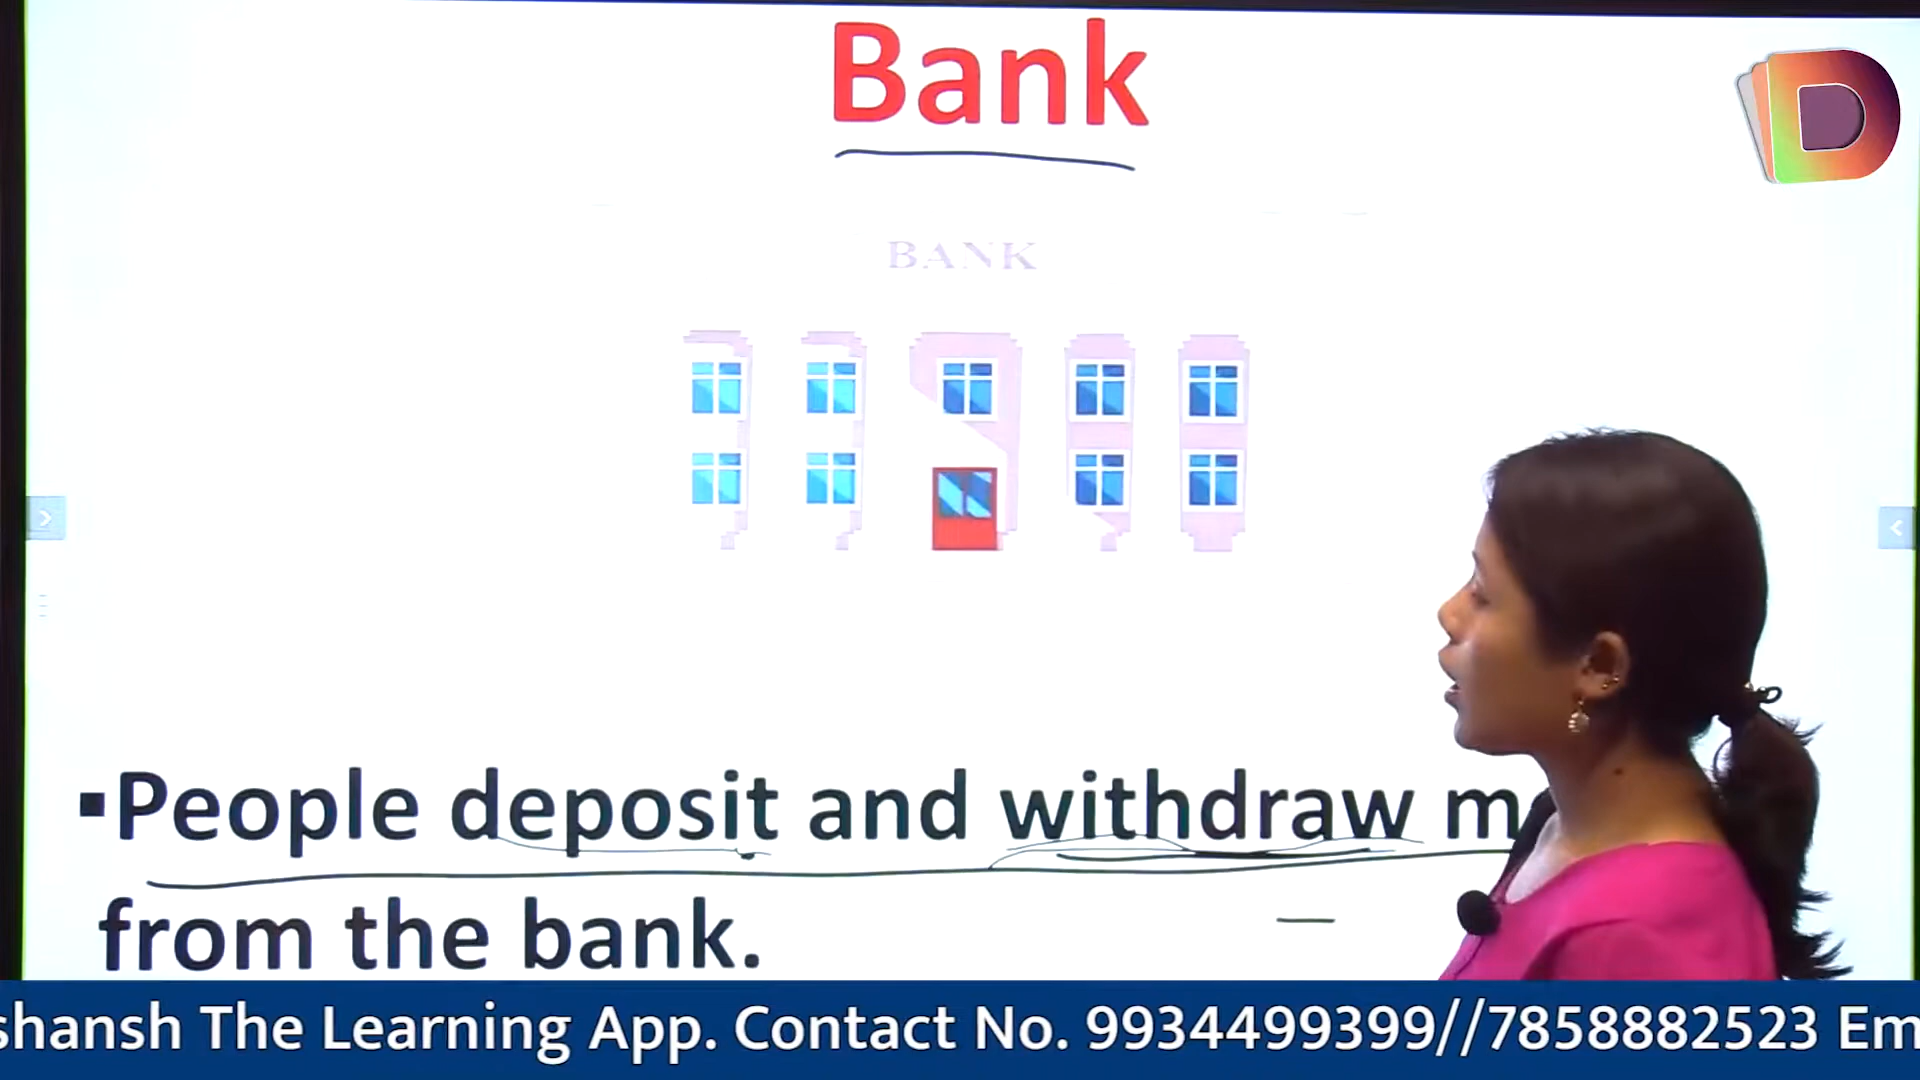 Bank
BANK
▪People deposit and withdraw m
from the bank.
shansh The Learning App. Contact No. 9934499399//7858882523 Em
D